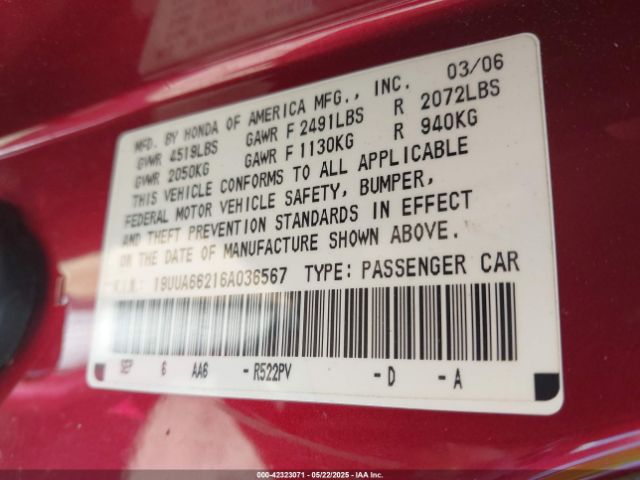 MFD. BY HONDA OF AMERICA MFG., INC. 03/06
GVWR 4519LBS GAWR F 2491LBS R 2072LBS
GVWR 2050KG GAWR F 1130KG R 940KG
THIS VEHICLE CONFORMS TO ALL APPLICABLE
FEDERAL MOTOR VEHICLE SAFETY, BUMPER,
AND THEFT PREVENTION STANDARDS IN EFFECT
ON THE DATE OF MANUFACTURE SHOWN ABOVE.
V.I.N.: 19UUA66216A036567 TYPE: PASSENGER CAR
SEP 6 AA6 - R522PV - D - A
000-42323071 - 05/22/2025 - IAA Inc.